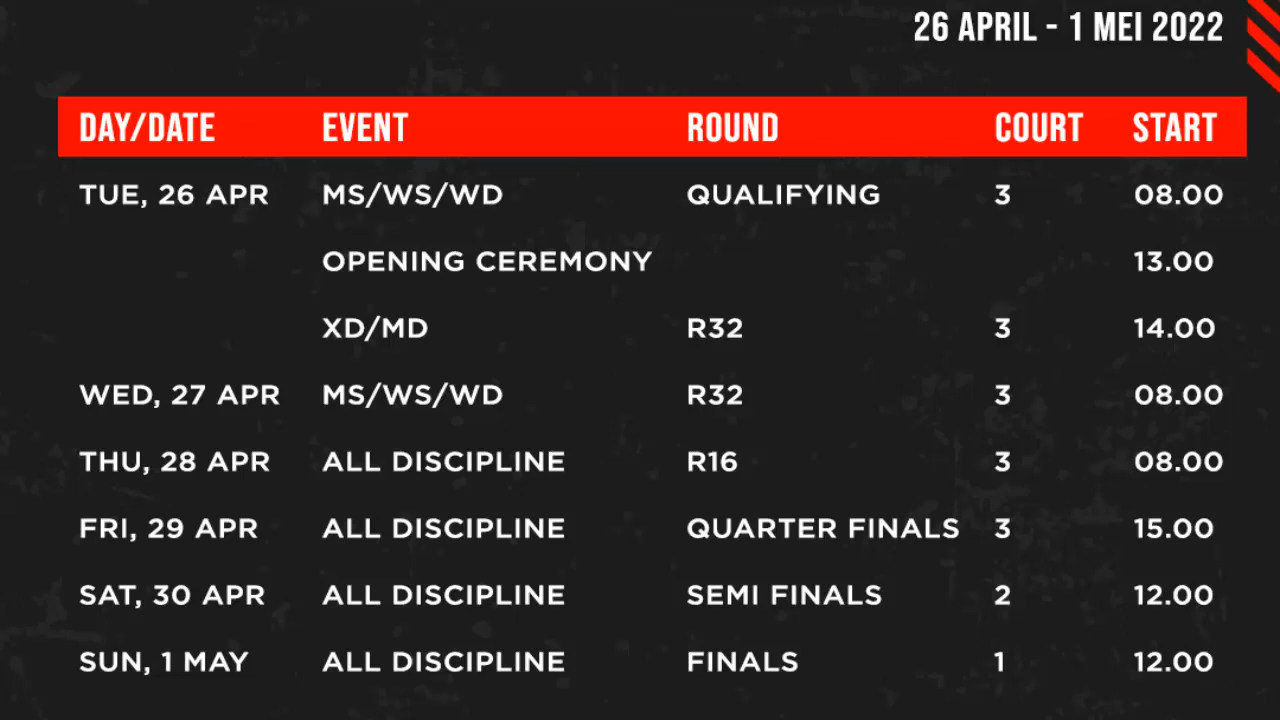 26 APRIL - 1 MEI 2022
DAY/DATE EVENT ROUND COURT START
TUE, 26 APR MS/WS/WD QUALIFYING 3 08.00
OPENING CEREMONY 13.00
XD/MD R32 3 14.00
WED, 27 APR MS/WS/WD R32 3 08.00
THU, 28 APR ALL DISCIPLINE R16 3 08.00
FRI, 29 APR ALL DISCIPLINE QUARTER FINALS 3 15.00
SAT, 30 APR ALL DISCIPLINE SEMI FINALS 2 12.00
SUN, 1 MAY ALL DISCIPLINE FINALS 1 12.00